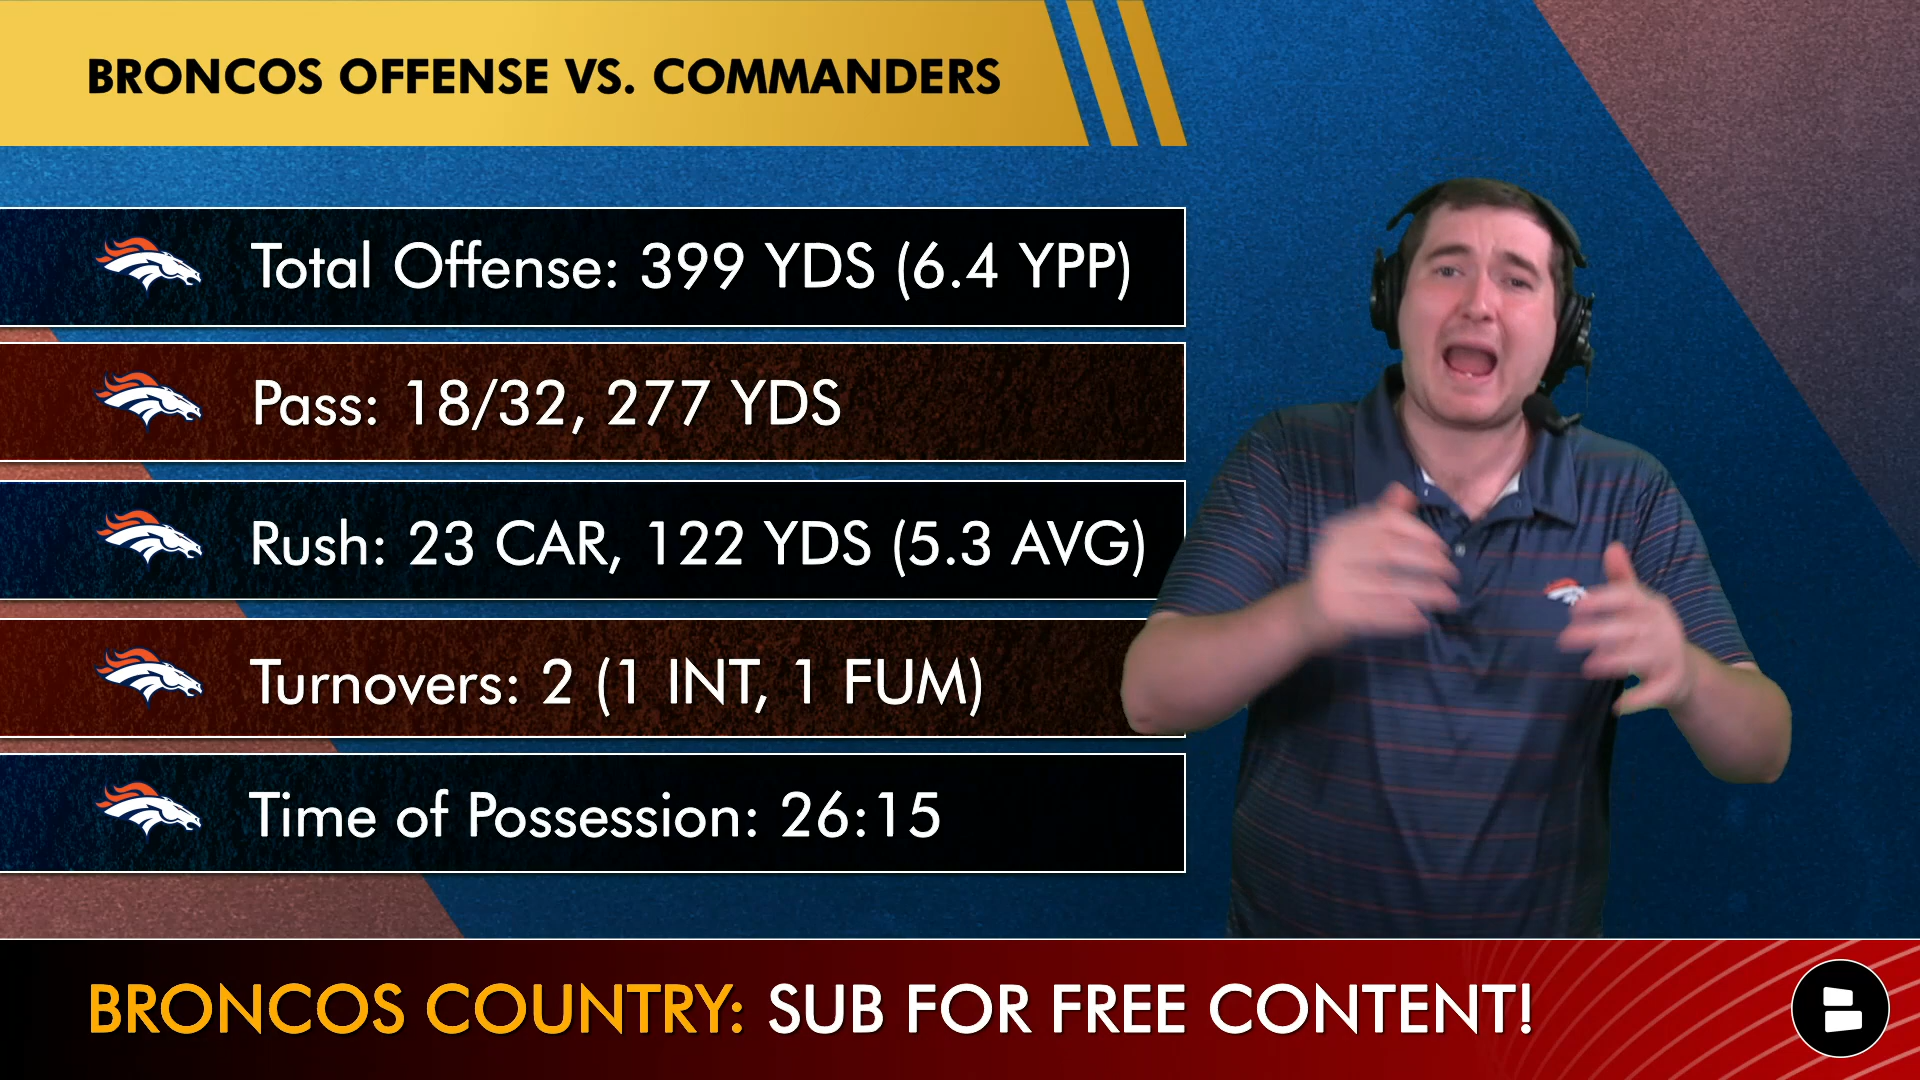 BRONCOS OFFENSE VS. COMMANDERS
Total Offense: 399 YDS (6.4 YPP)
Pass: 18/32, 277 YDS
Rush: 23 CAR, 122 YDS (5.3 AVG)
Turnovers: 2 (1 INT, 1 FUM)
Time of Possession: 26:15
BRONCOS COUNTRY: SUB FOR FREE CONTENT!